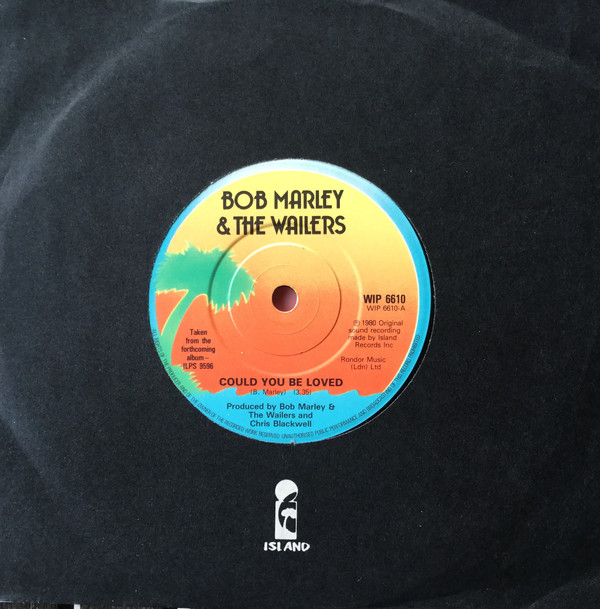 BOB MARLEY
& THE WAILERS
WIP 6610
WIP 6610-A
Ⓟ 1980 Original
sound recording
made by Island
Records Inc
Rondor Music
(Ldn) Ltd
Taken
from the
forthcoming
album–
ILPS 9596
COULD YOU BE LOVED
(B. Marley) (3:35)
Produced by Bob Marley &
The Wailers and
Chris Blackwell
ISLAND